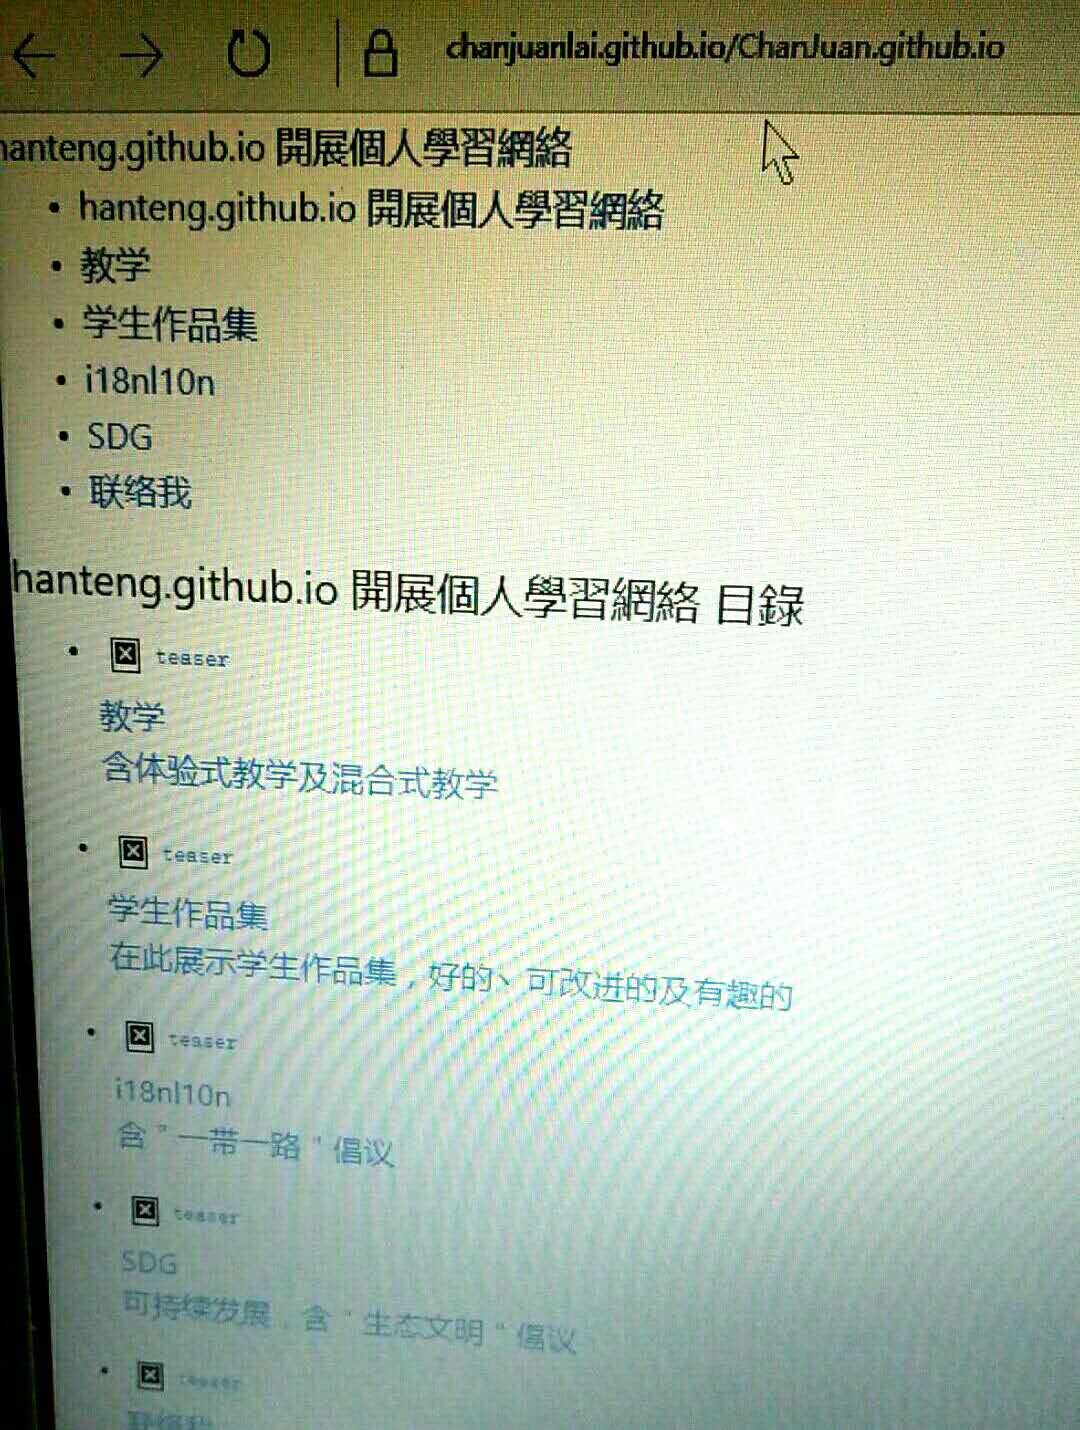 chanjuanlai.github.io/ChanJuan.github.io
hanteng.github.io 開展個人學習網絡
hanteng.github.io 開展個人學習網絡
教学
学生作品集
i18nl10n
SDG
联络我
hanteng.github.io 開展個人學習網絡 目錄
teaser
教学
含体验式教学及混合式教学
teaser
学生作品集
在此展示学生作品集，好的、可改进的及有趣的
teaser
i18nl10n
含"一带一路"倡议
teaser
SDG
可持续发展，含"生态文明"倡议
teaser
联络我